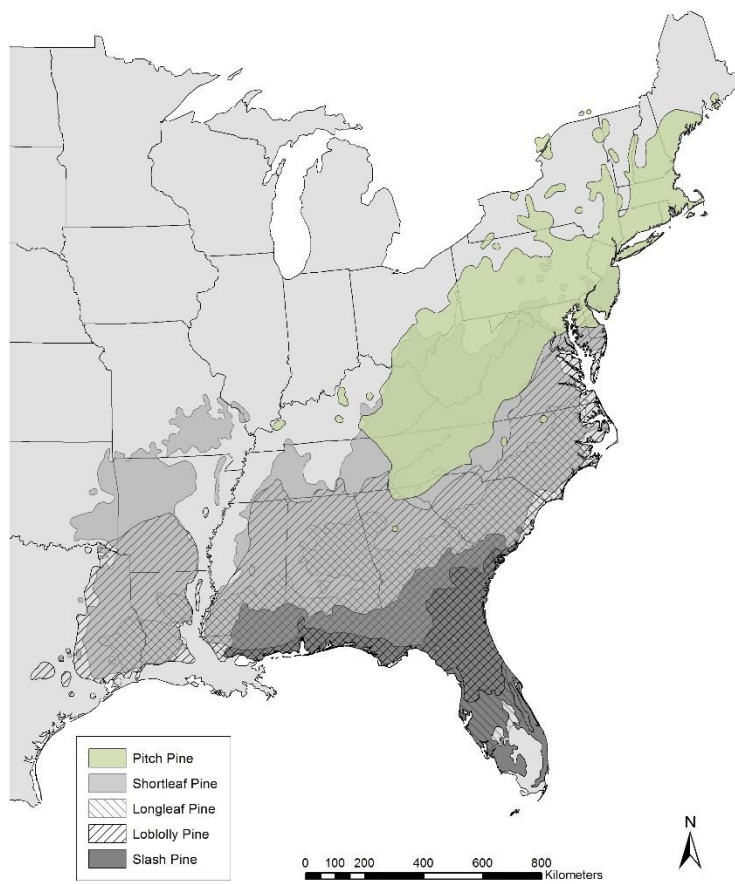 Pitch Pine
Shortleaf Pine
Longleaf Pine
Loblolly Pine
Slash Pine
N
0 100 200 400 600 800
Kilometers